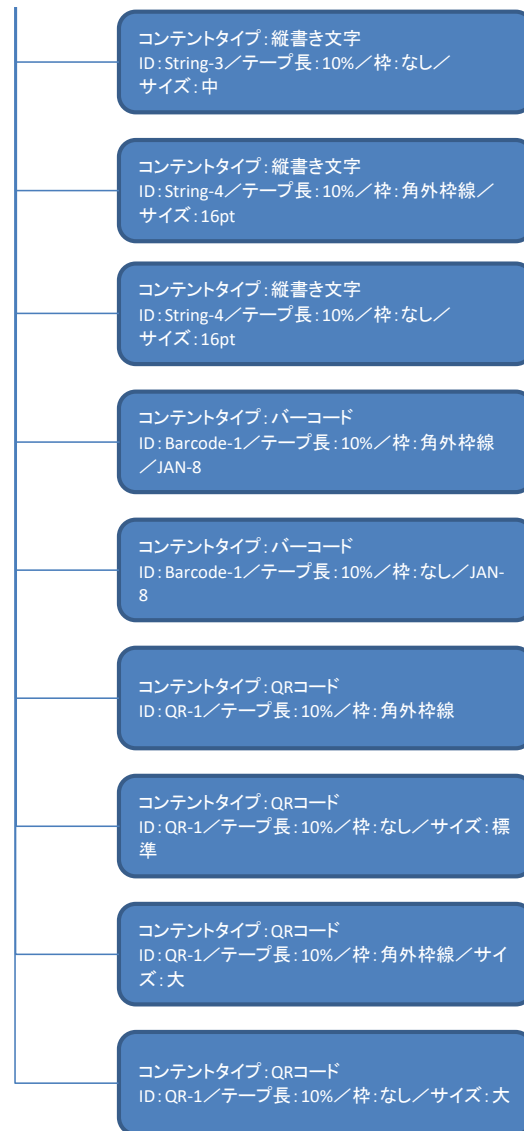 コンテントタイプ:縦書き文字
ID:String-3／テープ長:10%／枠:なし／
サイズ:中
コンテントタイプ:縦書き文字
ID:String-4／テープ長:10%／枠:角外枠線／
サイズ:16pt
コンテントタイプ:縦書き文字
ID:String-4／テープ長:10%／枠:なし／
サイズ:16pt
コンテントタイプ:バーコード
ID:Barcode-1／テープ長:10%／枠:角外枠線
／JAN-8
コンテントタイプ:バーコード
ID:Barcode-1／テープ長:10%／枠:なし／JAN-
8
コンテントタイプ:QRコード
ID:QR-1／テープ長:10%／枠:角外枠線
コンテントタイプ:QRコード
ID:QR-1／テープ長:10%／枠:なし／サイズ:標
準
コンテントタイプ:QRコード
ID:QR-1／テープ長:10%／枠:角外枠線／サイ
ズ:大
コンテントタイプ:QRコード
ID:QR-1／テープ長:10%／枠:なし／サイズ:大